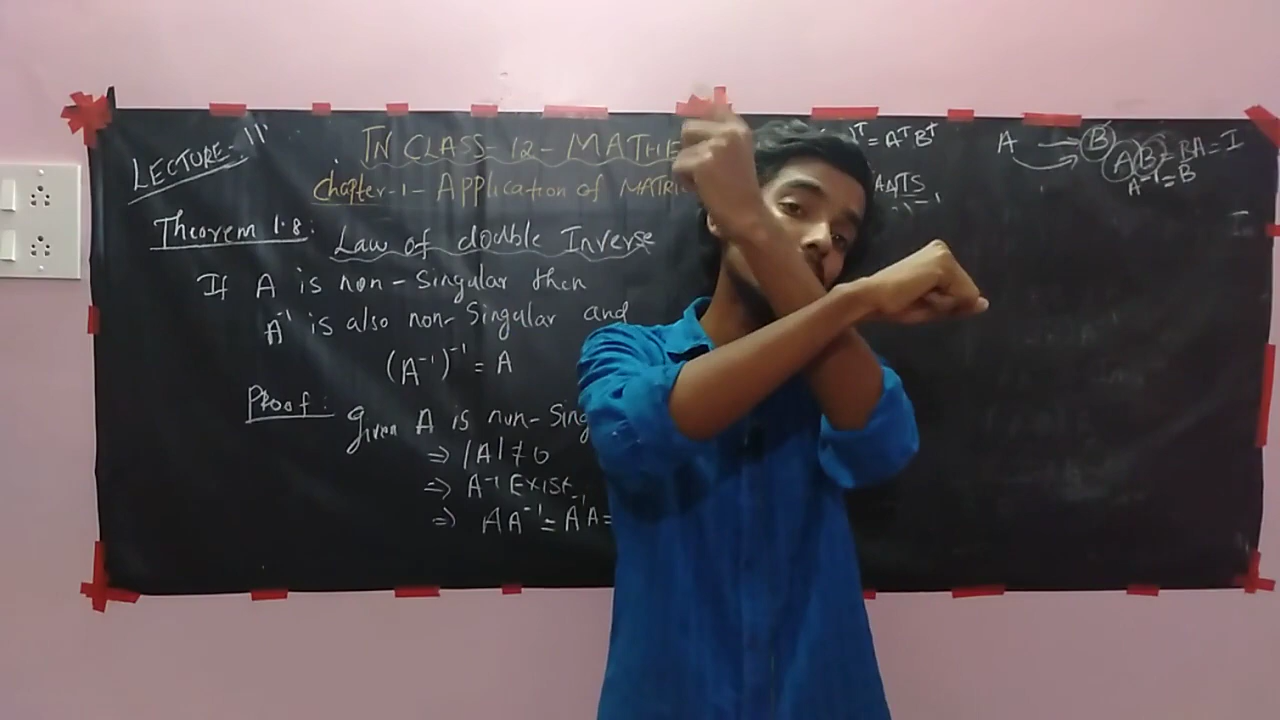 LECTURE-11
TN CLASS-12-MATHE
Chapter-1-Application of MATRI
Theorem 1.8:
Law of double Inverse
If A is non-Singular then
A⁻¹ is also non-Singular and
(A⁻¹)⁻¹ = A
Proof:
Given A is non-Sing
⇒ |A| ≠ 0
⇒ A⁻¹ Exist
⇒ AA⁻¹ = A⁻¹A =
)ᵀ = Aᵀ Bᵀ
A → B
AB = BA = I
A⁻¹ = B